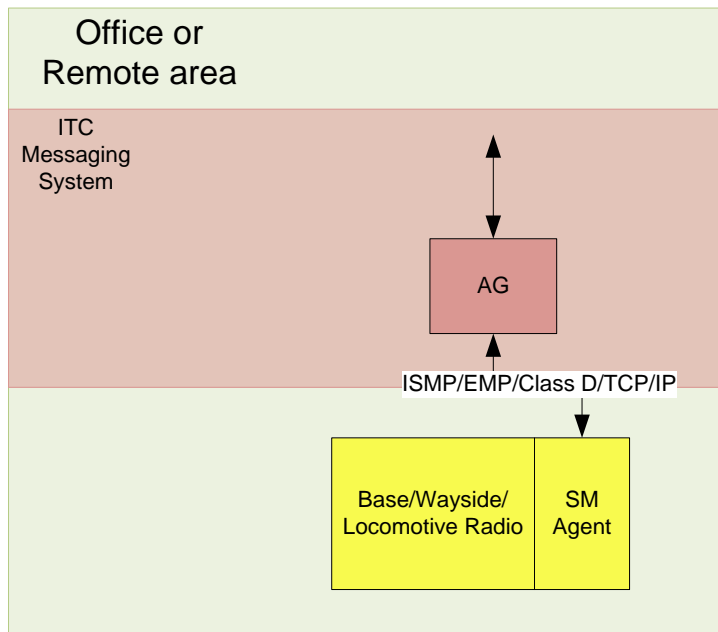 Office or
Remote area
ITC
Messaging
System
AG
ISMP/EMP/Class D/TCP/IP
Base/Wayside/
Locomotive Radio
SM
Agent